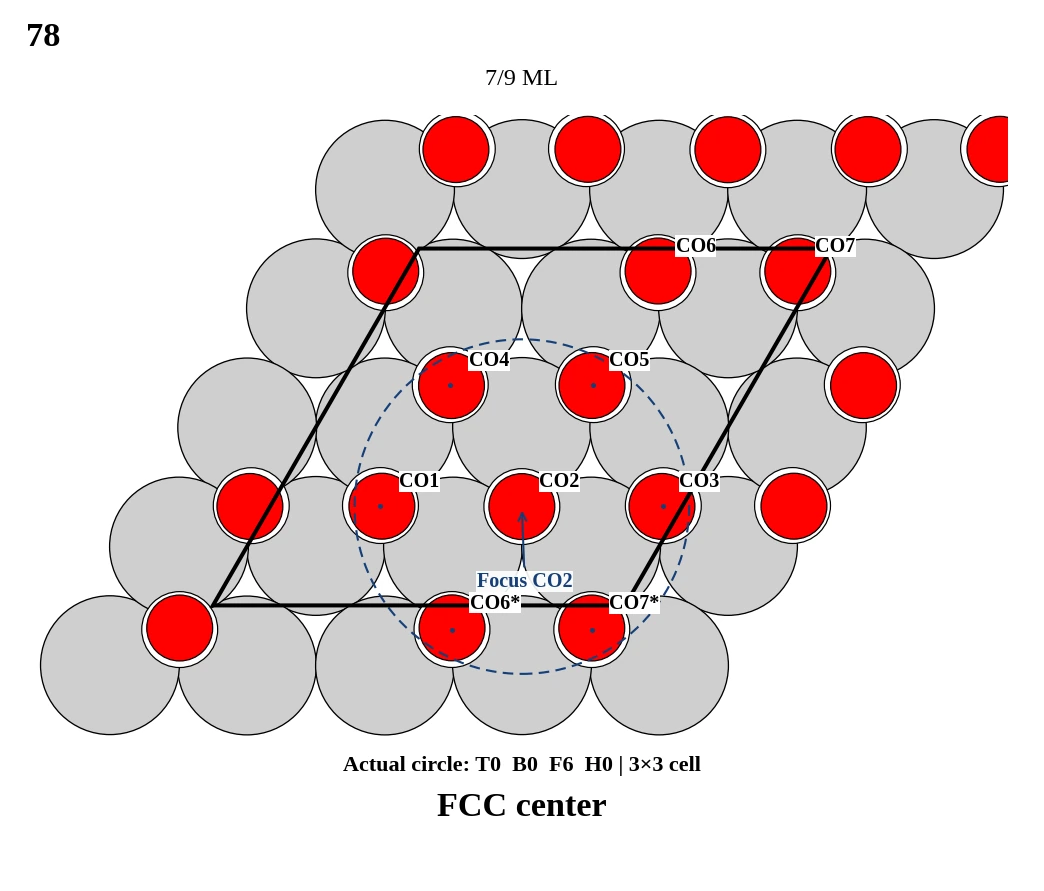 78
7/9 ML
CO6 CO7
CO4 CO5
CO1 CO2 CO3
Focus CO2
CO6* CO7*
Actual circle: T0 B0 F6 H0 | 3×3 cell
FCC center